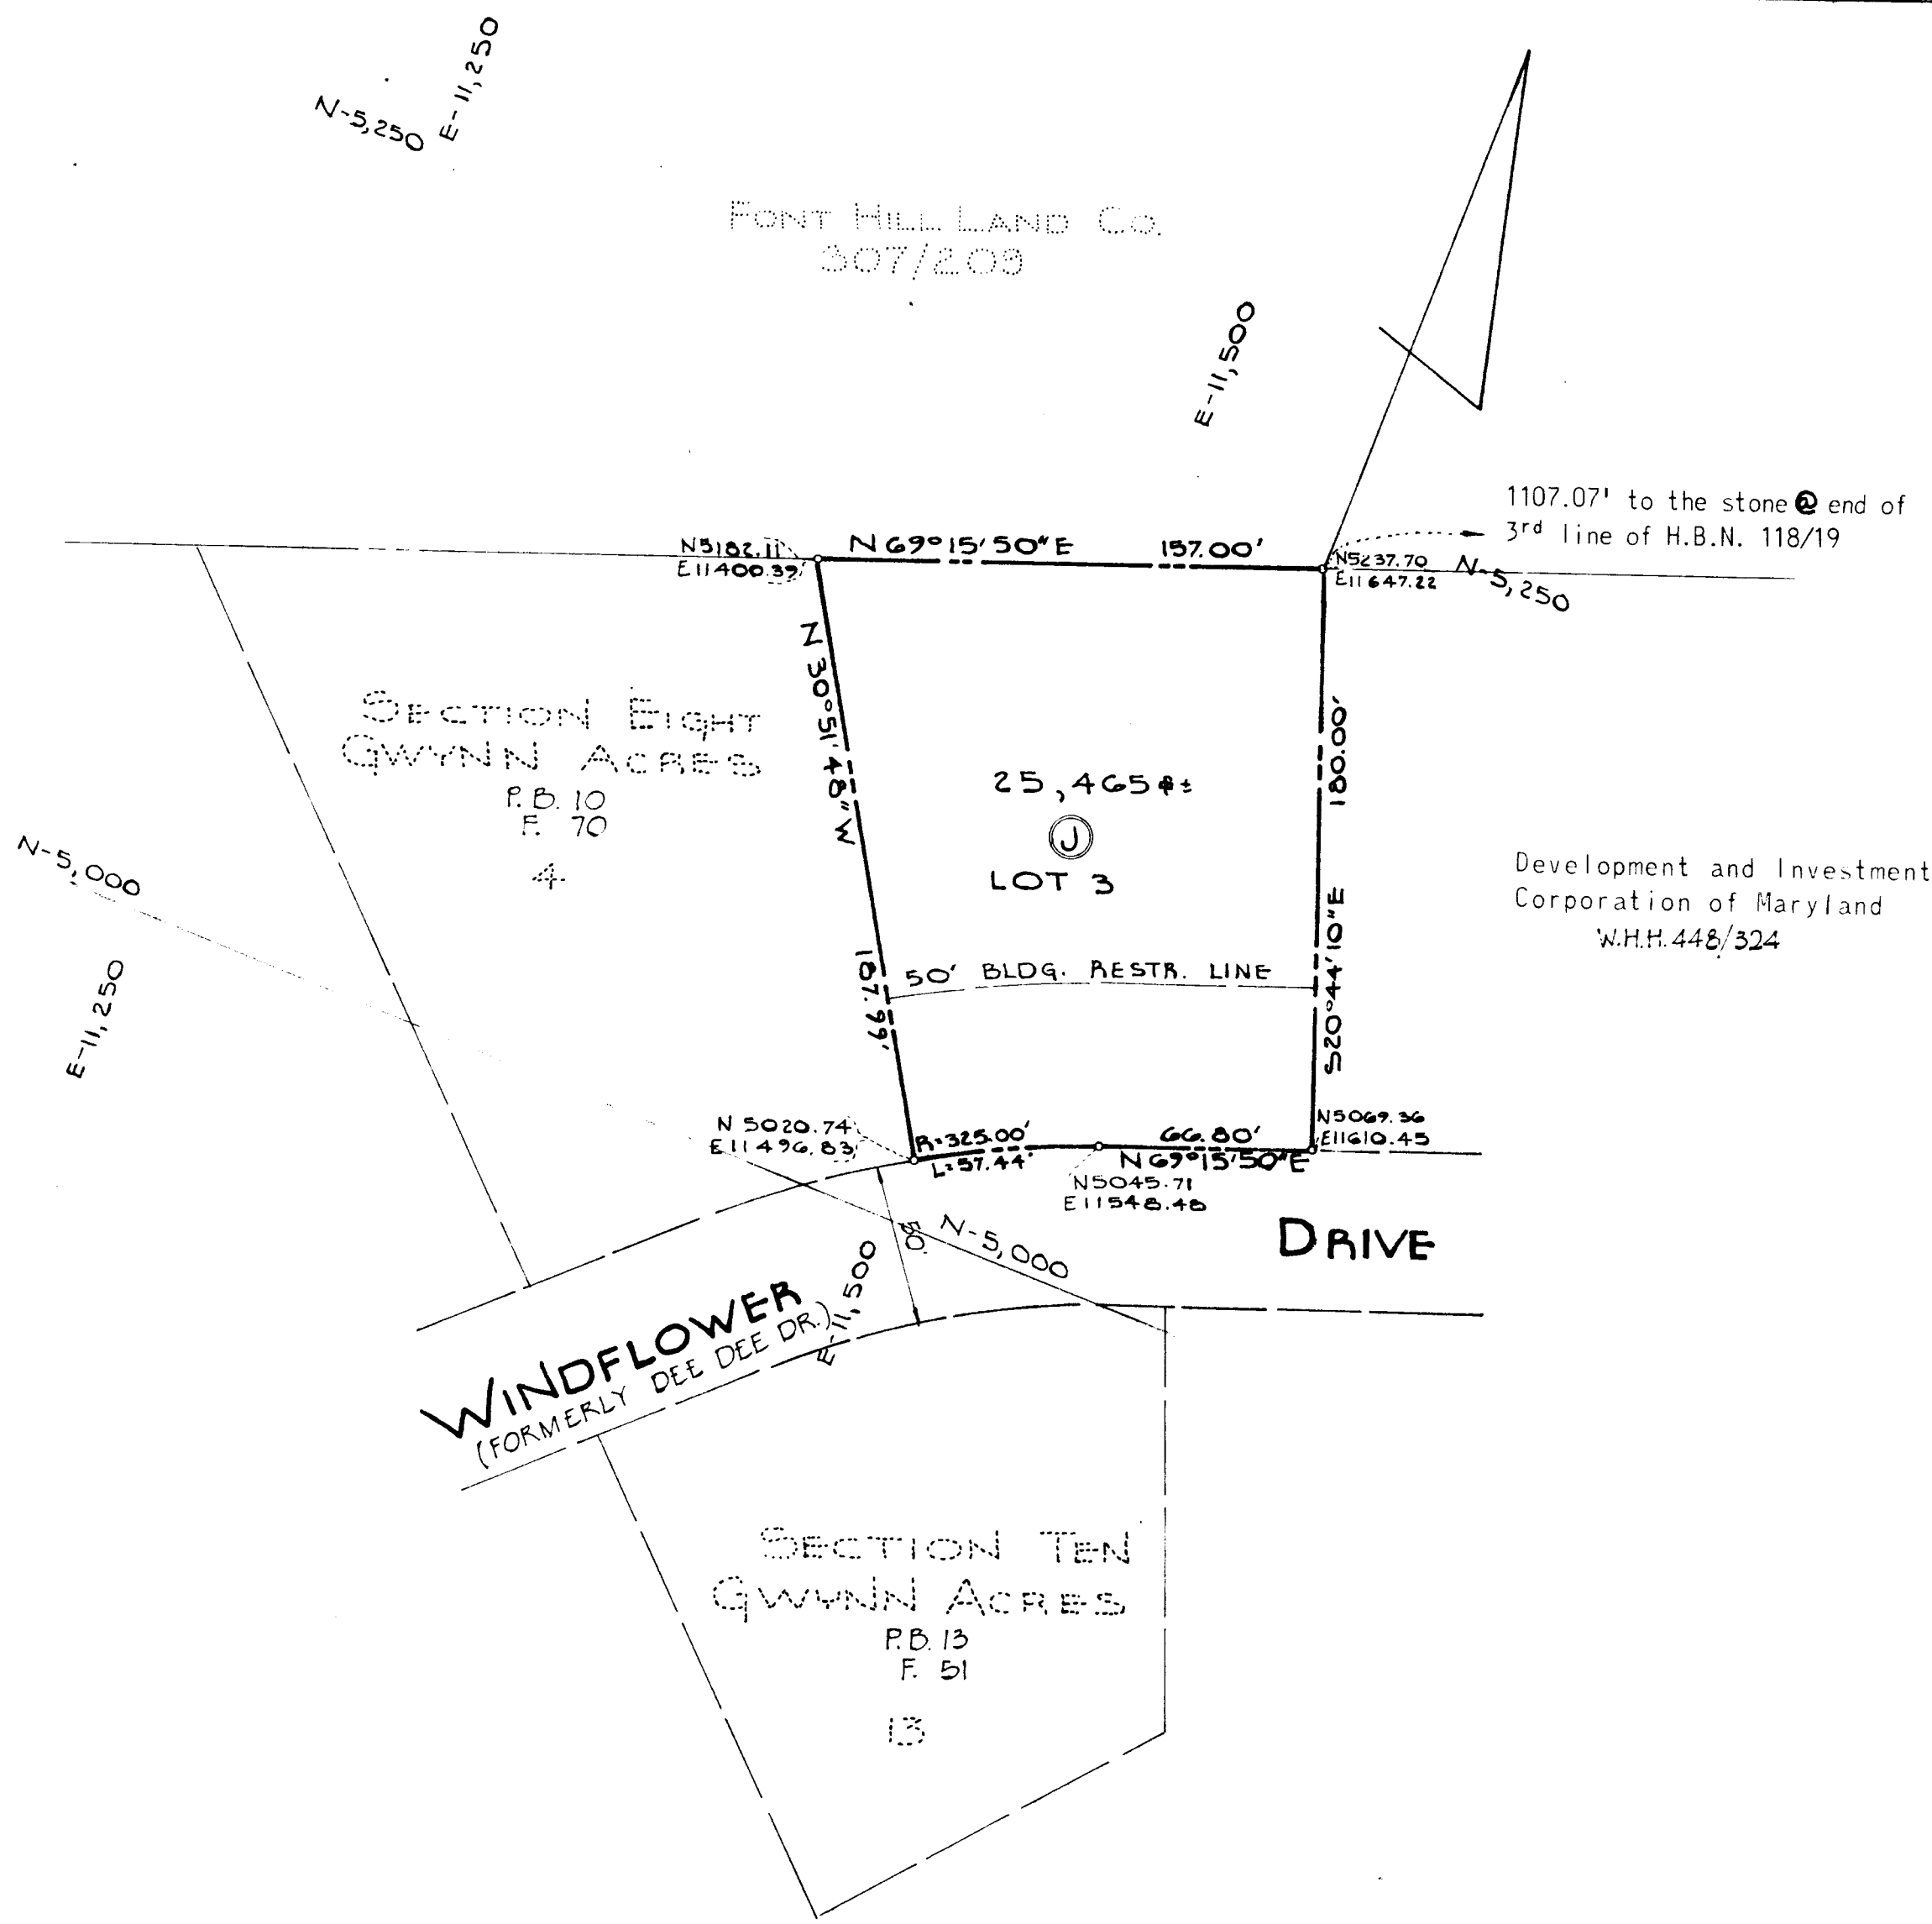 N-5,250
E-11,250
FONT HILL LAND CO.
307/209
E-11,500
1107.07' to the stone @ end of
3rd line of H.B.N. 118/19
N5182.11
E11400.39
N69°15'50"E
157.00'
N5237.70
E11647.22
N-5,250
N 30°51'48"W
187.99'
180.00'
S20°44'10"E
SECTION EIGHT
GWYNN ACRES
P.B. 10
F. 70
4
25,465 ±
J
LOT 3
N-5,000
E-11,250
Development and Investment
Corporation of Maryland
W.H.H. 448/324
50' BLDG. RESTR. LINE
N 5020.74
E11496.83
R=325.00'
L=57.44'
66.80'
N69°15'50"E
N5069.36
E11610.45
N5045.71
E11548.48
50'
N-5,000
E-11,500
DRIVE
WINDFLOWER
(FORMERLY DEE DEE DR.)
SECTION TEN
GWYNN ACRES
P.B. 13
F. 51
13